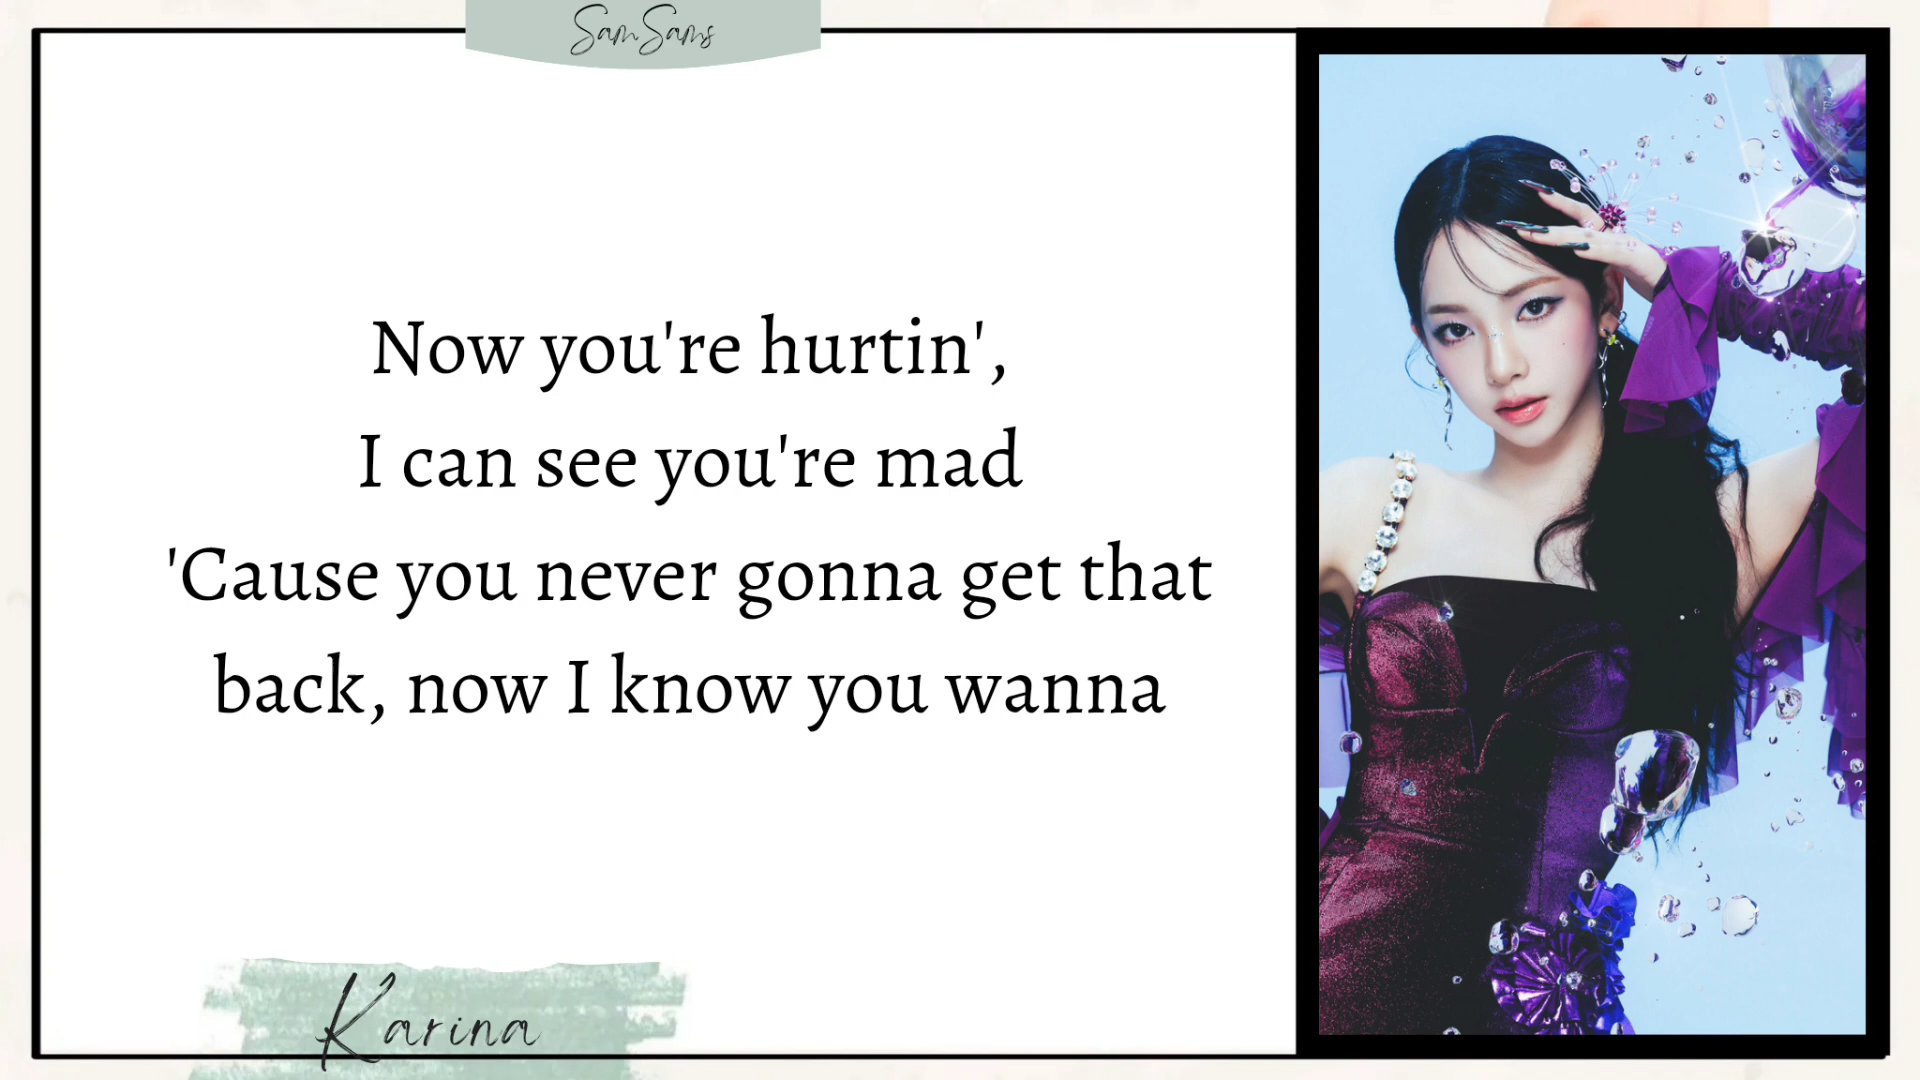 SamSams
Now you're hurtin',
I can see you're mad
'Cause you never gonna get that
back, now I know you wanna
Karina